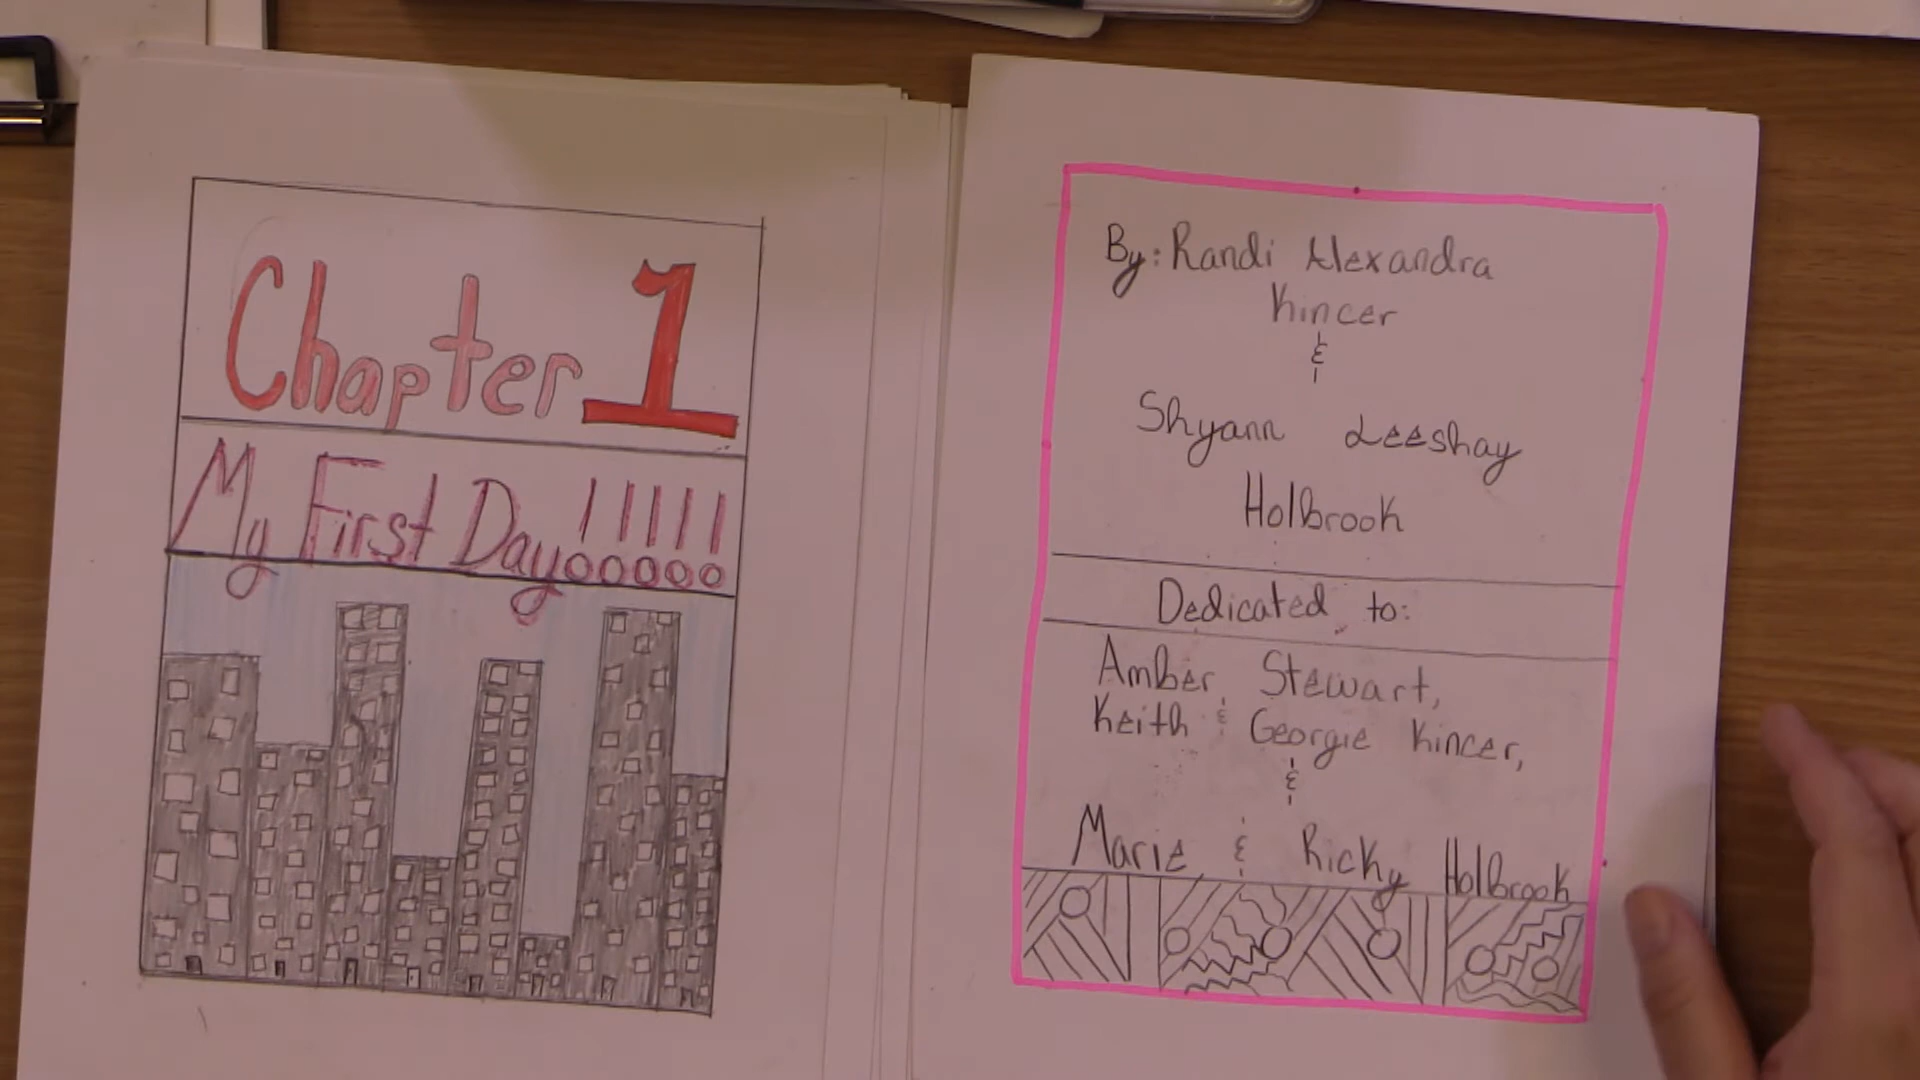 Chapter 1
My First Day!!!!!
By: Randi Alexandra
Kincer
&
Shyann Leeshay
Holbrook
Dedicated to:
Amber Stewart,
Keith & Georgie Kincer,
&
Marie & Ricky Holbrook